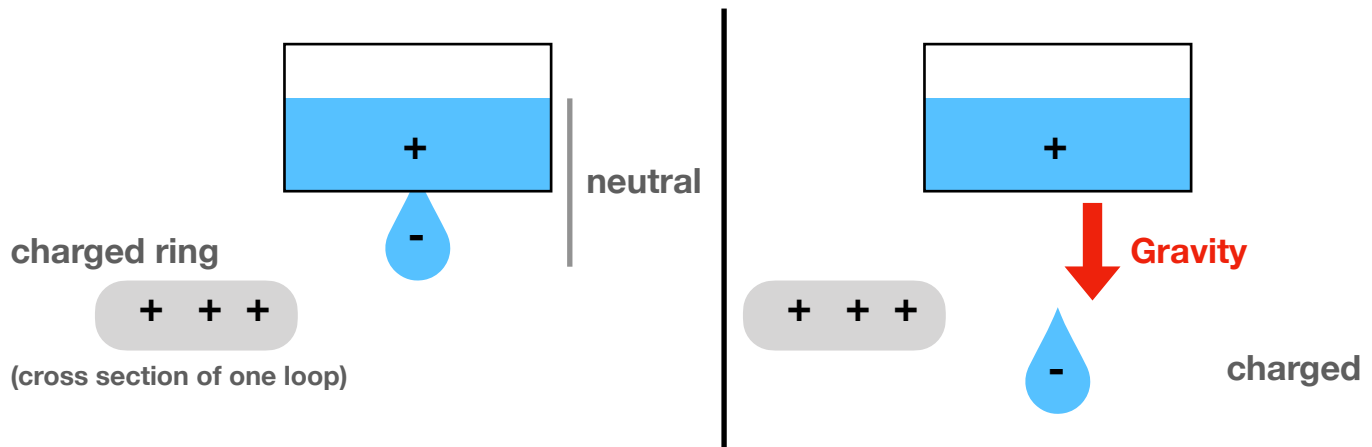 +
neutral
-
charged ring
+ + +
(cross section of one loop)
+
Gravity
+ + +
-
charged